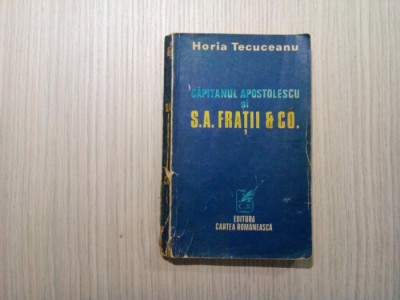 Horia Tecuceanu
CĂPITANUL APOSTOLESCU
și
S.A. FRAȚII & CO.
EDITURA
CARTEA ROMÂNEASCĂ